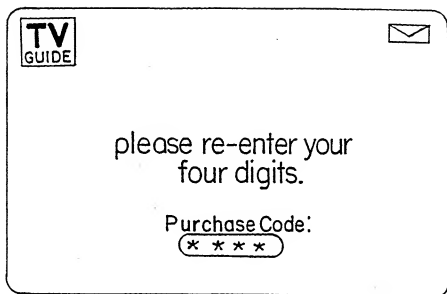 TV
GUIDE
please re-enter your
four digits.
Purchase Code:
* * * *